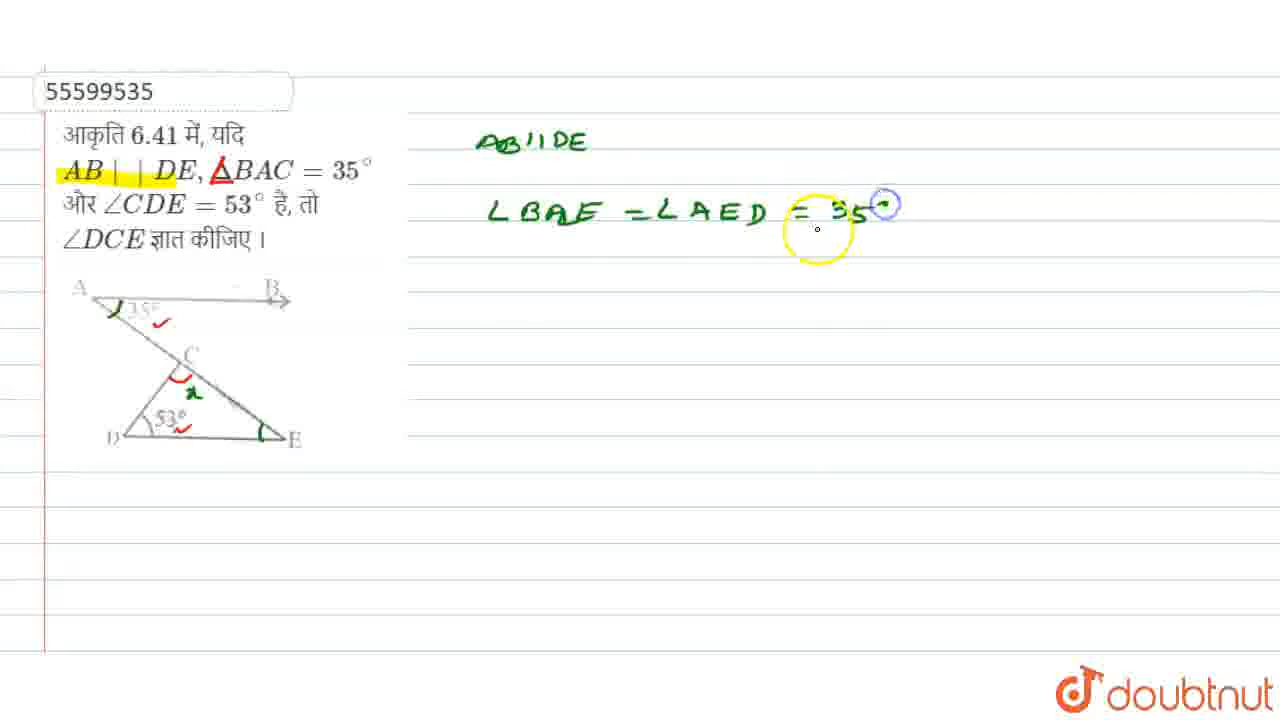 55599535
आकृति 6.41 में, यदि
AB | | DE, ΔBAC = 35°
और ∠CDE = 53° है, तो
∠DCE ज्ञात कीजिए ।
A B
35°
C
x
53°
D E
AB || DE
∠BAE = ∠AED = 35°
doubtnut